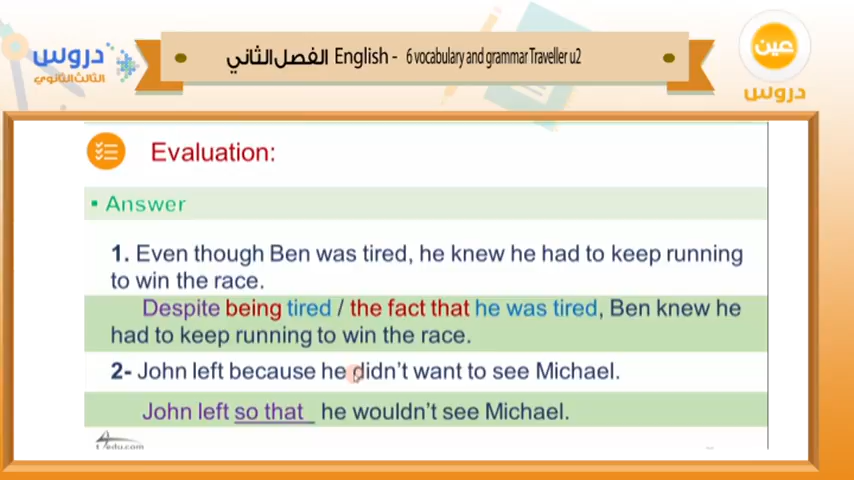 دروس
الثالث الثانوي
الفصل الثاني English - 6 vocabulary and grammar Traveller u2
عين
دروس
Evaluation:
▪ Answer
1. Even though Ben was tired, he knew he had to keep running
to win the race.
Despite being tired / the fact that he was tired, Ben knew he
had to keep running to win the race.
2- John left because he didn't want to see Michael.
John left so that he wouldn't see Michael.